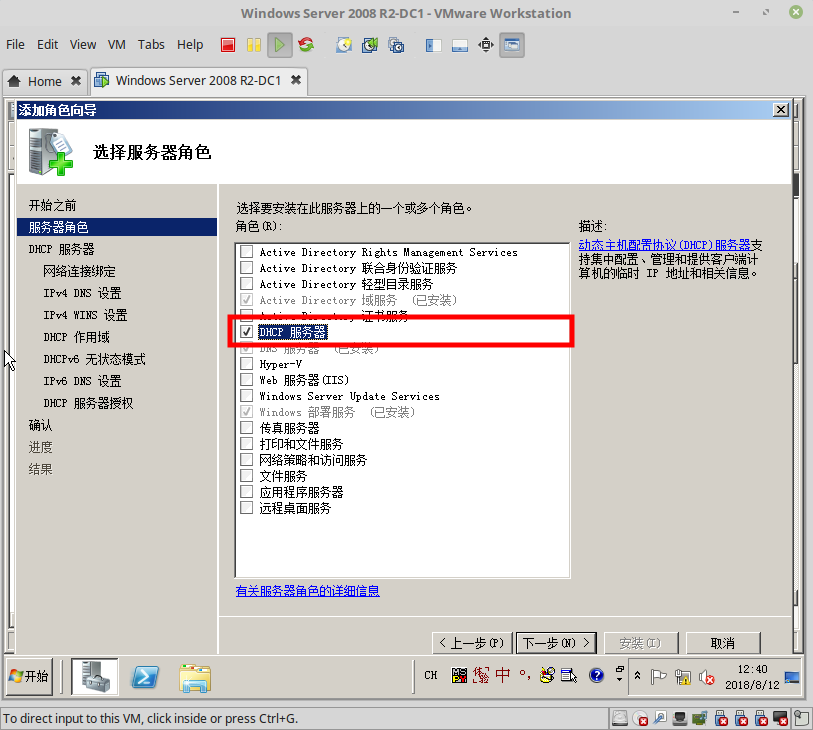 Windows Server 2008 R2-DC1 - VMware Workstation
File Edit View VM Tabs Help
Home
Windows Server 2008 R2-DC1
添加角色向导
选择服务器角色
开始之前
服务器角色
DHCP 服务器
网络连接绑定
IPv4 DNS 设置
IPv4 WINS 设置
DHCP 作用域
DHCPv6 无状态模式
IPv6 DNS 设置
DHCP 服务器授权
确认
进度
结果
选择要安装在此服务器上的一个或多个角色。
角色(R):
Active Directory Rights Management Services
Active Directory 联合身份验证服务
Active Directory 轻型目录服务
Active Directory 域服务 (已安装)
Active Directory 证书服务
DHCP 服务器
DNS 服务器 (已安装)
Hyper-V
Web 服务器(IIS)
Windows Server Update Services
Windows 部署服务 (已安装)
传真服务器
打印和文件服务
网络策略和访问服务
文件服务
应用程序服务器
远程桌面服务
有关服务器角色的详细信息
描述:
动态主机配置协议(DHCP)服务器支
持集中配置、管理和提供客户端计
算机的临时 IP 地址和相关信息。
< 上一步(P)
下一步(N) >
安装(I)
取消
开始
CH
中
12:40
2018/8/12
To direct input to this VM, click inside or press Ctrl+G.